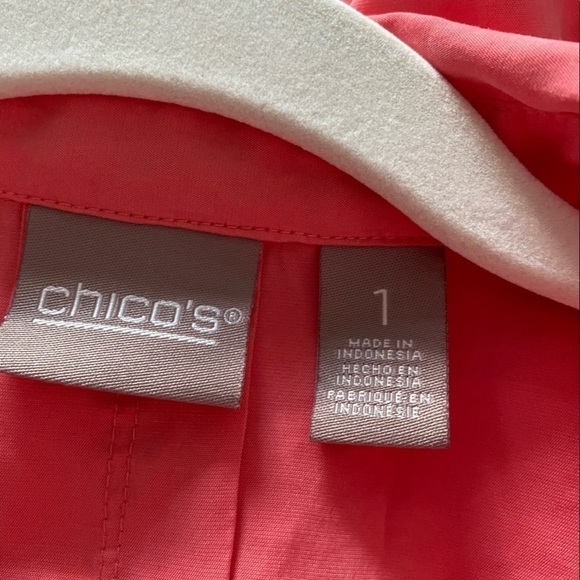 chico's®
1
MADE IN
INDONESIA
HECHO EN
INDONESIA
FABRIQUÉ EN
INDONÉSIE